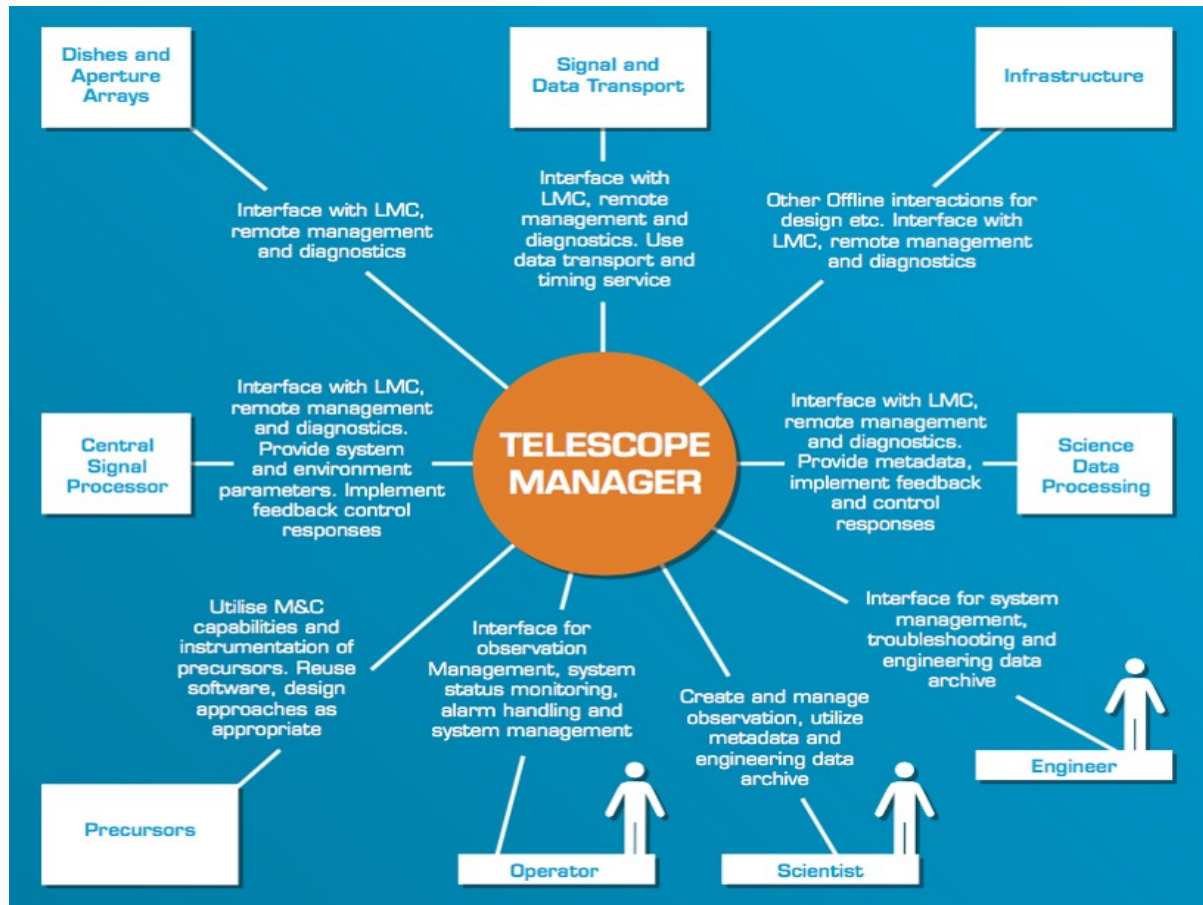 Dishes and
Aperture
Arrays
Signal and
Data Transport
Infrastructure
Interface with LMC,
remote management
and diagnostics
Interface with
LMC, remote
management and
diagnostics. Use
data transport and
timing service
Other Offline interactions for
design etc. Interface with
LMC, remote management
and diagnostics
Central
Signal
Processor
Interface with LMC,
remote management
and diagnostics.
Provide system
and environment
parameters. Implement
feedback control
responses
TELESCOPE
MANAGER
Interface with LMC,
remote management
and diagnostics.
Provide metadata,
implement feedback
and control
responses
Science
Data
Processing
Utilise M&C
capabilities and
instrumentation of
precursors. Reuse
software, design
approaches as
appropriate
Interface for
observation
Management, system
status monitoring,
alarm handling and
system management
Create and manage
observation, utilize
metadata and
engineering data
archive
Interface for system
management,
troubleshooting and
engineering data
archive
Precursors
Operator
Scientist
Engineer